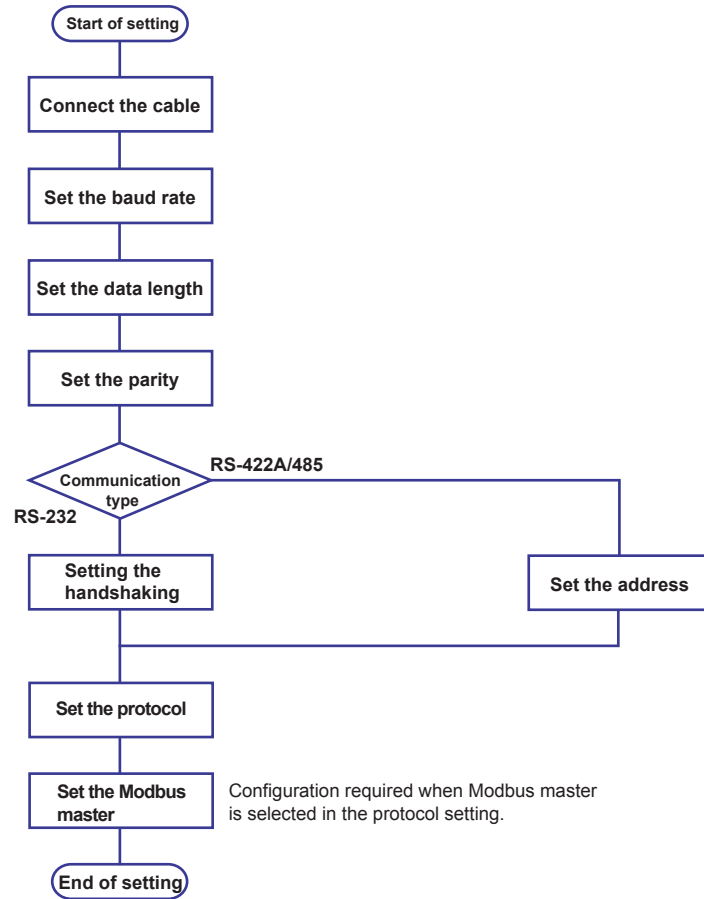 Start of setting
Connect the cable
Set the baud rate
Set the data length
Set the parity
RS-422A/485
Communication
type
RS-232
Setting the
handshaking
Set the address
Set the protocol
Set the Modbus
master
Configuration required when Modbus master
is selected in the protocol setting.
End of setting